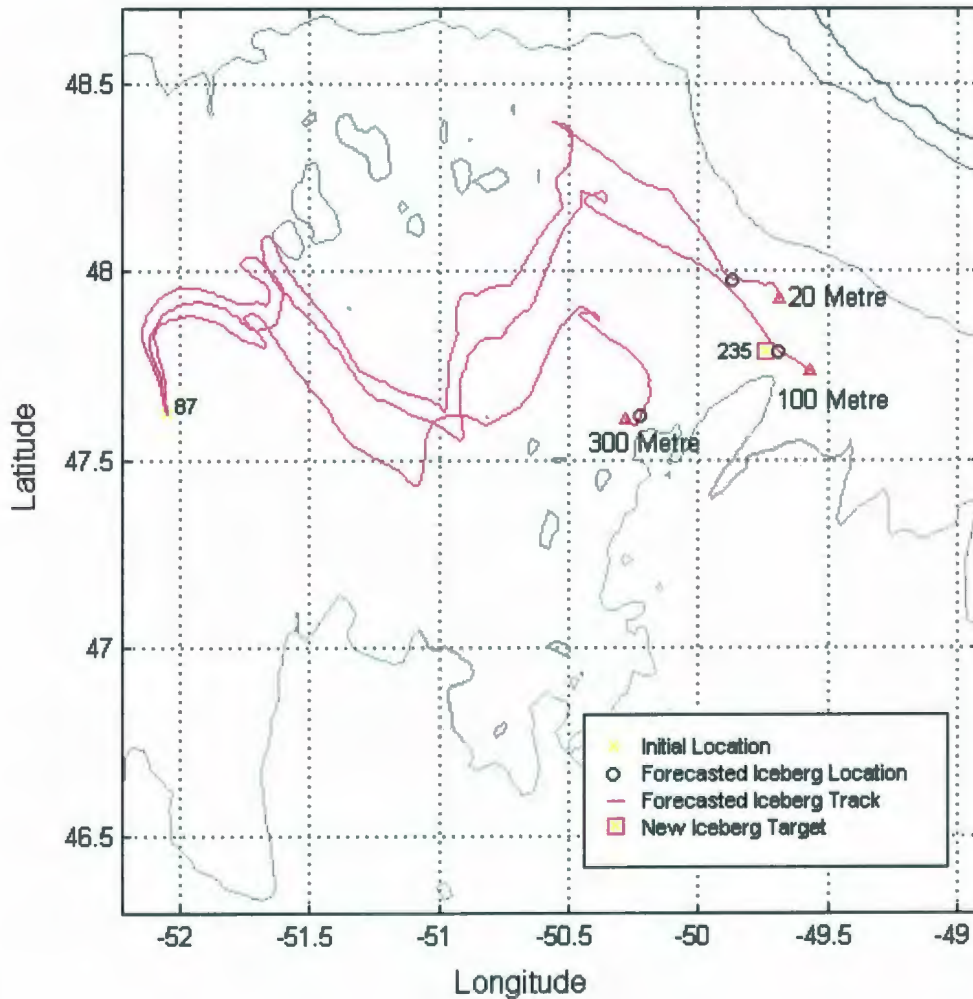 48.5
48
47.5
47
46.5
Latitude
87
20 Metre
235
100 Metre
300 Metre
Initial Location
Forecasted Iceberg Location
Forecasted Iceberg Track
New Iceberg Target
-52 -51.5 -51 -50.5 -50 -49.5 -49
Longitude